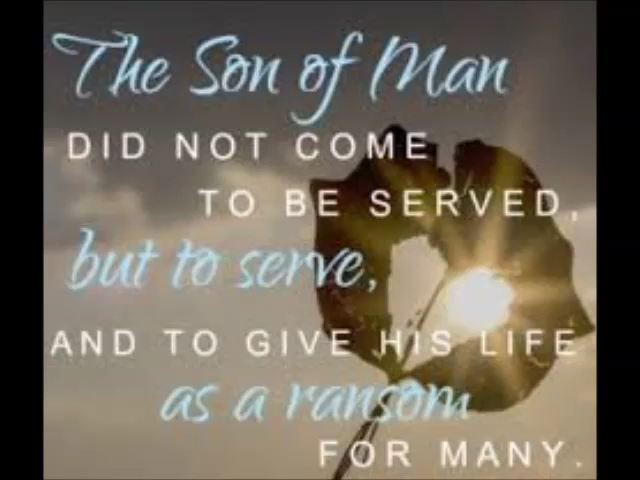 The Son of Man
DID NOT COME
TO BE SERVED,
but to serve,
AND TO GIVE HIS LIFE
as a ransom
FOR MANY.